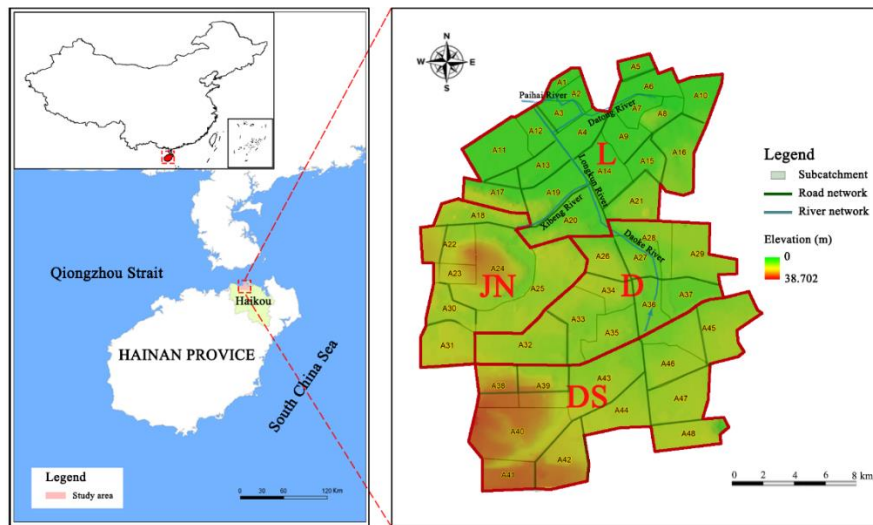 Qiongzhou Strait
Haikou
HAINAN PROVICE
South China Sea
Legend
Study area
0 30 60 120 Km
N
W E
S
A1
A2
A3
A4
A5
A6
A7
A8
A9
A10
A11
A12
A13
A14
A15
A16
A17
A18
A19
A20
A21
A22
A23
A24
A25
A26
A27
A28
A29
A30
A31
A32
A33
A34
A35
A36
A37
A38
A39
A40
A41
A42
A43
A44
A45
A46
A47
A48
Paihai River
Datong River
Longkun River
Xibeng River
Daoke River
L
JN
D
DS
Legend
Subcatchment
Road network
River network
Elevation (m)
0
38.702
0 2 4 6 8 km